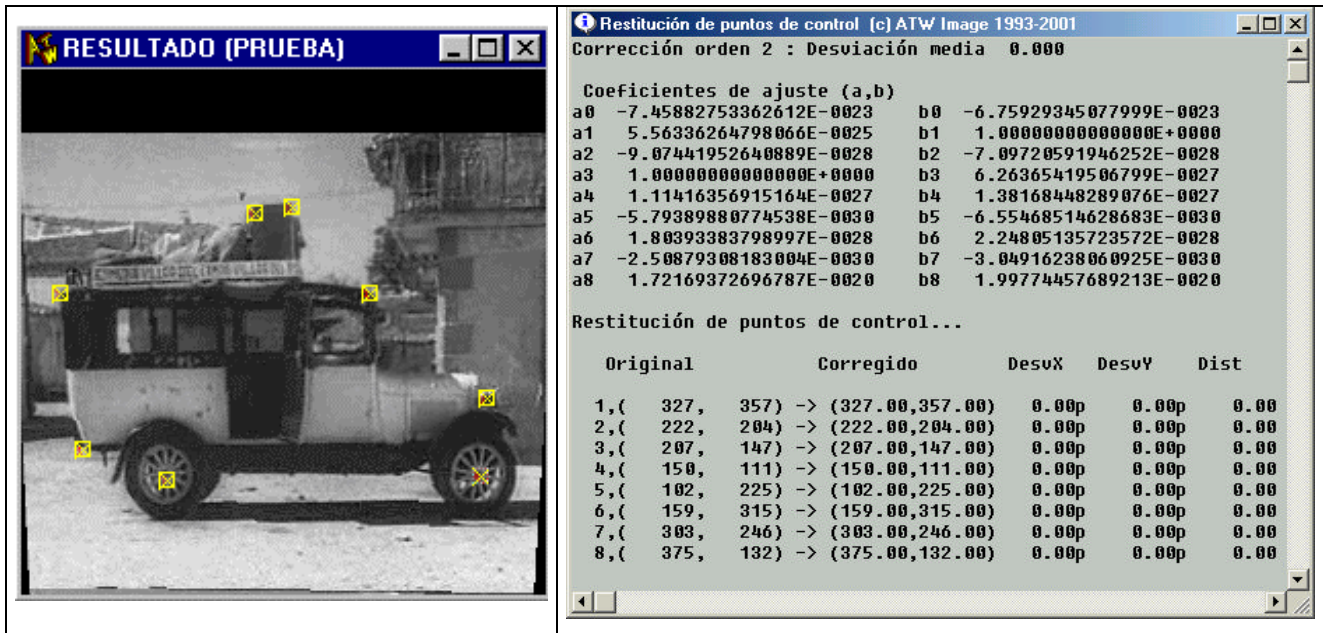 RESULTADO (PRUEBA)
Restitución de puntos de control (c) ATW Image 1993-2001
Corrección orden 2 : Desviación media 0.000
Coeficientes de ajuste (a,b)
a0 -7.45882753362612E-0023 b0 -6.75929345077999E-0023
a1 5.56336264798066E-0025 b1 1.00000000000000E+0000
a2 -9.07441952640889E-0028 b2 -7.09720591946252E-0028
a3 1.00000000000000E+0000 b3 6.26365419506799E-0027
a4 1.11416356915164E-0027 b4 1.38168448289076E-0027
a5 -5.79389880774538E-0030 b5 -6.55468514628683E-0030
a6 1.80393383798997E-0028 b6 2.24805135723572E-0028
a7 -2.50879308183004E-0030 b7 -3.04916238060925E-0030
a8 1.72169372696787E-0020 b8 1.99774457689213E-0020
Restitución de puntos de control...
Original Corregido DesvX DesvY Dist
1,( 327, 357) -> (327.00,357.00) 0.00p 0.00p 0.00
2,( 222, 204) -> (222.00,204.00) 0.00p 0.00p 0.00
3,( 207, 147) -> (207.00,147.00) 0.00p 0.00p 0.00
4,( 150, 111) -> (150.00,111.00) 0.00p 0.00p 0.00
5,( 102, 225) -> (102.00,225.00) 0.00p 0.00p 0.00
6,( 159, 315) -> (159.00,315.00) 0.00p 0.00p 0.00
7,( 303, 246) -> (303.00,246.00) 0.00p 0.00p 0.00
8,( 375, 132) -> (375.00,132.00) 0.00p 0.00p 0.00